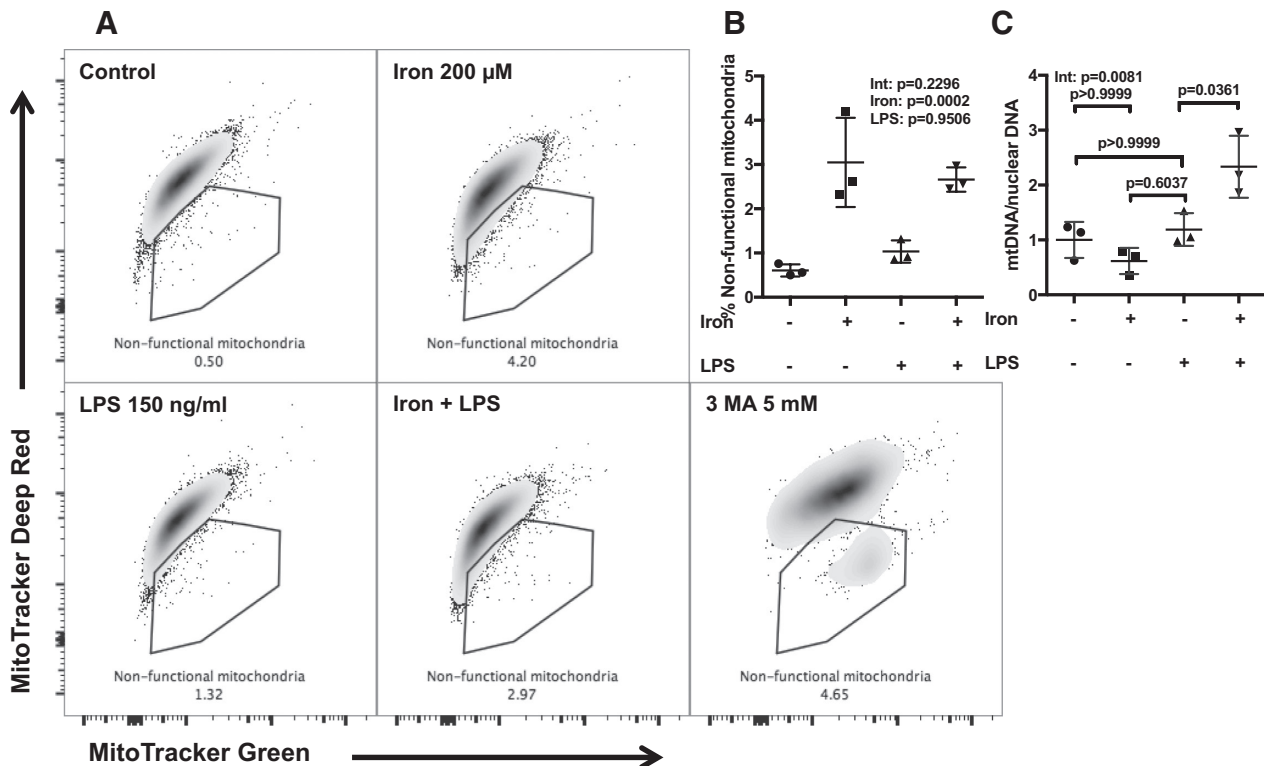 A
Control
Non-functional mitochondria
0.50
Iron 200 µM
Non-functional mitochondria
4.20
LPS 150 ng/ml
Non-functional mitochondria
1.32
Iron + LPS
Non-functional mitochondria
2.97
3 MA 5 mM
Non-functional mitochondria
4.65
MitoTracker Deep Red
MitoTracker Green
B
% Non-functional mitochondria
5
4
3
2
1
0
Int: p=0.2296
Iron: p=0.0002
LPS: p=0.9506
Iron - + - +
LPS - - + +
C
mtDNA/nuclear DNA
4
3
2
1
0
Int: p=0.0081
p>0.9999
p=0.0361
p>0.9999
p=0.6037
Iron - + - +
LPS - - + +